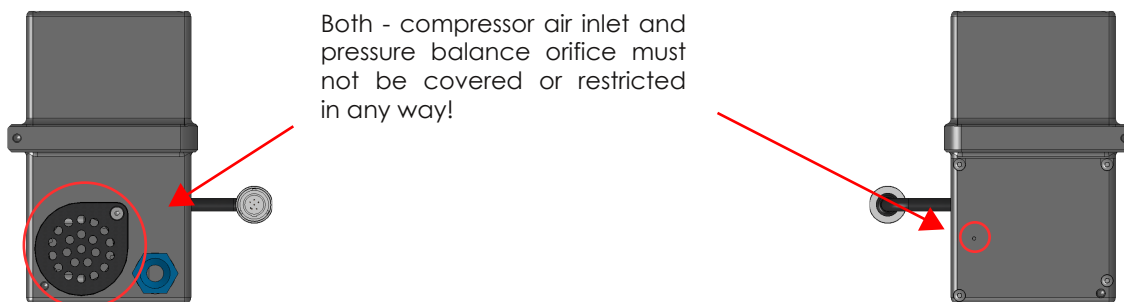 Both - compressor air inlet and
pressure balance orifice must
not be covered or restricted
in any way!